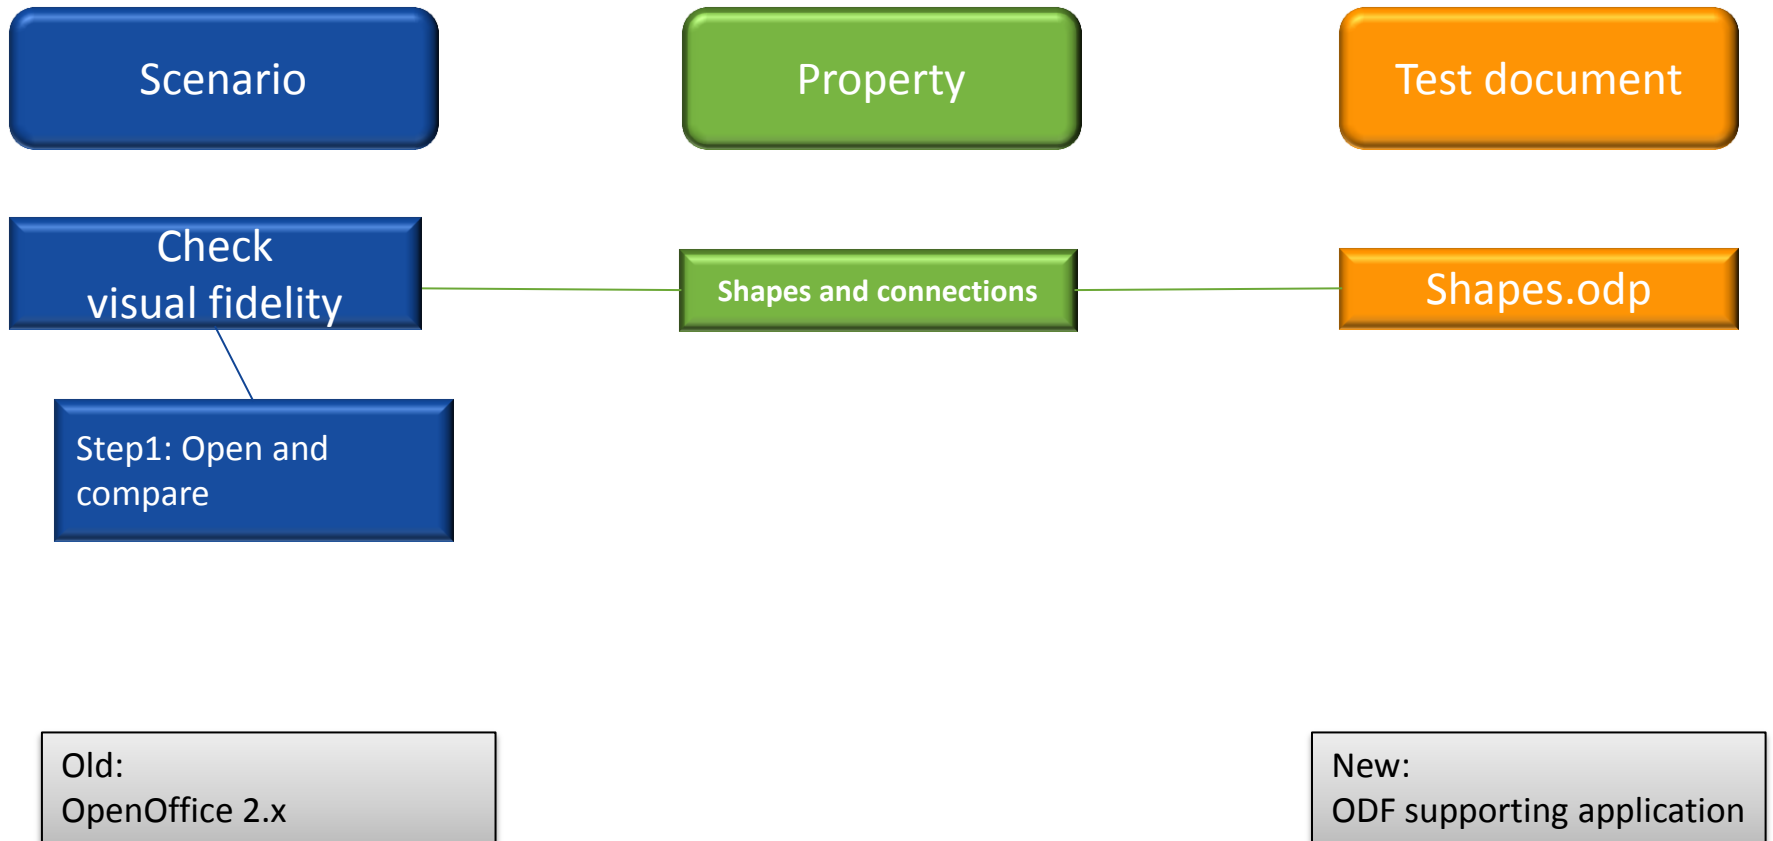 Scenario
Property
Test document
Check
visual fidelity
Shapes and connections
Shapes.odp
Step1: Open and
compare
Old:
OpenOffice 2.x
New:
ODF supporting application